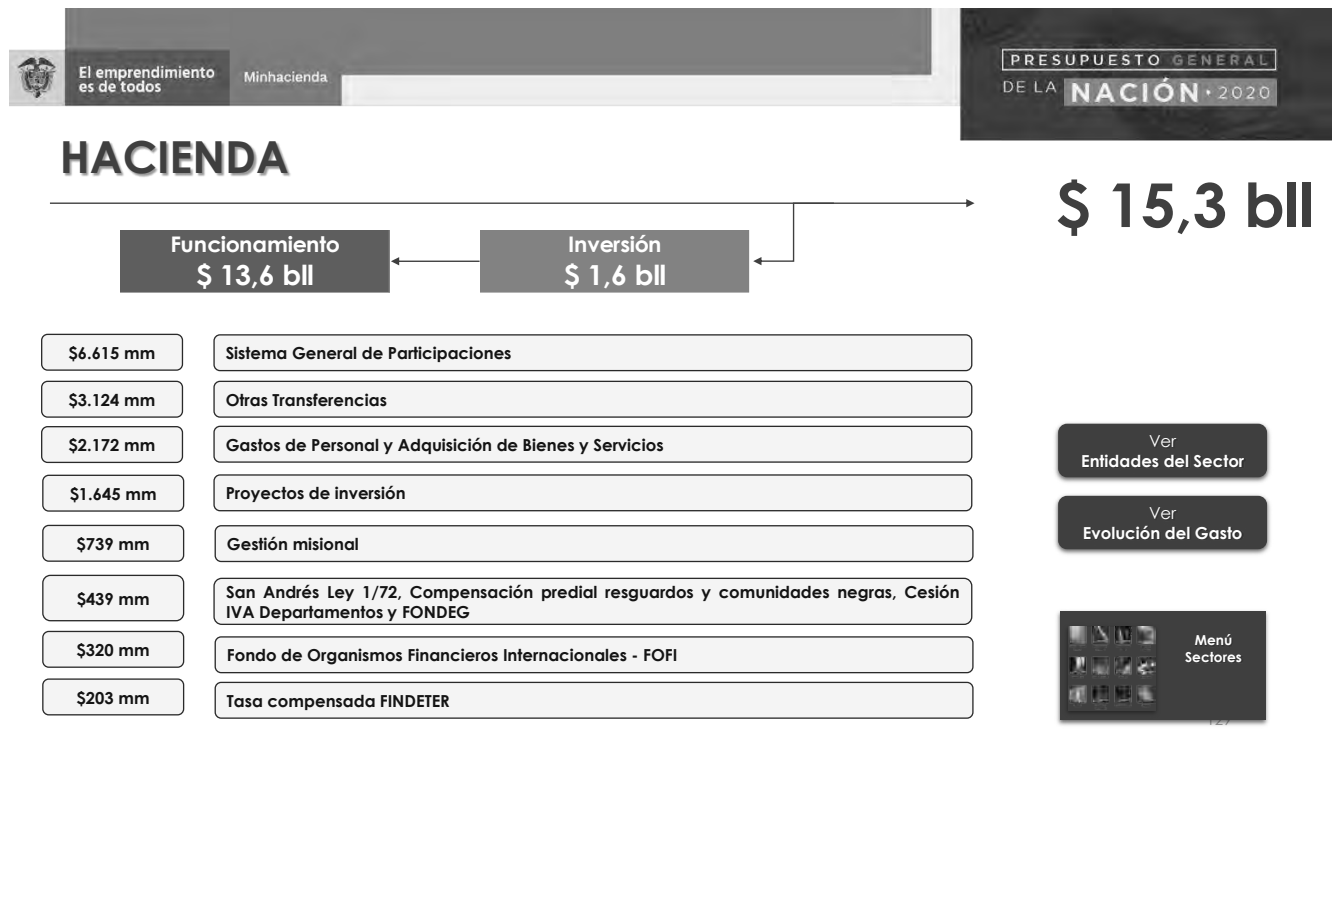 El emprendimiento
es de todos
Minhacienda
PRESUPUESTO GENERAL
DE LA NACIÓN · 2020
HACIENDA
$ 15,3 bll
Funcionamiento
$ 13,6 bll
Inversión
$ 1,6 bll
$6.615 mm
Sistema General de Participaciones
$3.124 mm
Otras Transferencias
$2.172 mm
Gastos de Personal y Adquisición de Bienes y Servicios
$1.645 mm
Proyectos de inversión
$739 mm
Gestión misional
$439 mm
San Andrés Ley 1/72, Compensación predial resguardos y comunidades negras, Cesión
IVA Departamentos y FONDEG
$320 mm
Fondo de Organismos Financieros Internacionales - FOFI
$203 mm
Tasa compensada FINDETER
Ver
Entidades del Sector
Ver
Evolución del Gasto
Menú
Sectores